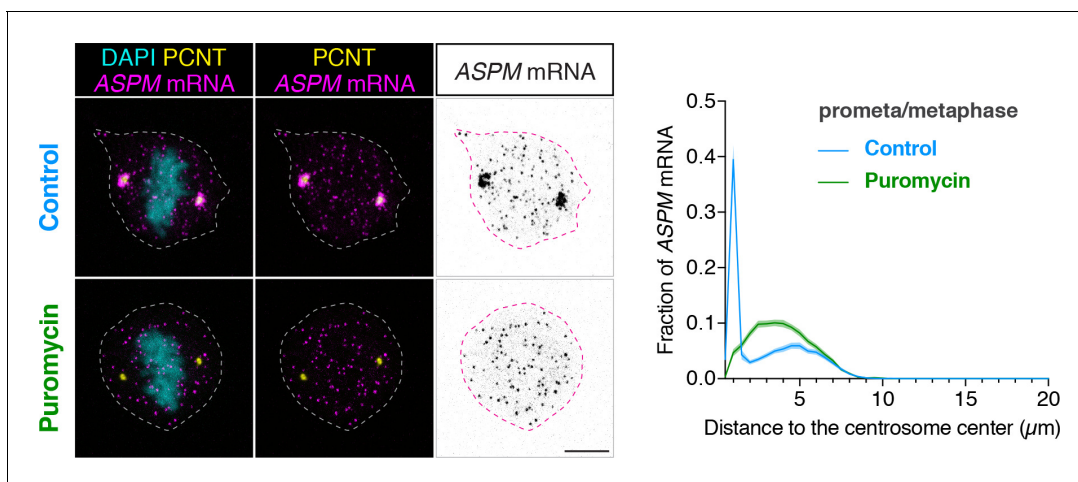 DAPI PCNT
ASPM mRNA
PCNT
ASPM mRNA
ASPM mRNA
Control
Puromycin
prometa/metaphase
Control
Puromycin
Fraction of ASPM mRNA
0.5
0.4
0.3
0.2
0.1
0.0
5
10
15
20
Distance to the centrosome center (µm)